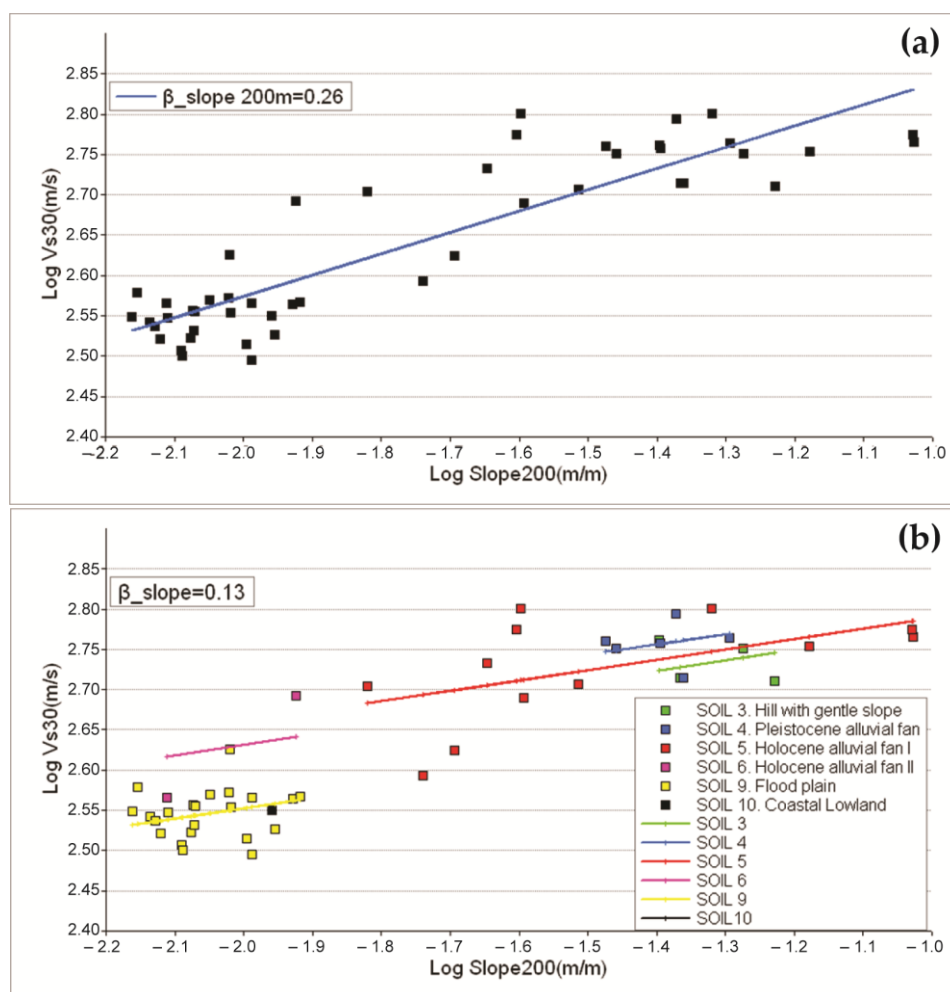 (a)
β_slope 200m=0.26
Log Vs30(m/s)
2.85
2.80
2.75
2.70
2.65
2.60
2.55
2.50
2.45
2.40
–2.2 –2.1 –2.0 –1.9 –1.8 –1.7 –1.6 –1.5 –1.4 –1.3 –1.2 –1.1 –1.0
Log Slope200(m/m)
(b)
β_slope=0.13
Log Vs30(m/s)
2.85
2.80
2.75
2.70
2.65
2.60
2.55
2.50
2.45
2.40
SOIL 3. Hill with gentle slope
SOIL 4. Pleistocene alluvial fan
SOIL 5. Holocene alluvial fan I
SOIL 6. Holocene alluvial fan II
SOIL 9. Flood plain
SOIL 10. Coastal Lowland
SOIL 3
SOIL 4
SOIL 5
SOIL 6
SOIL 9
SOIL10
–2.2 –2.1 –2.0 –1.9 –1.8 –1.7 –1.6 –1.5 –1.4 –1.3 –1.2 –1.1 –1.0
Log Slope200(m/m)